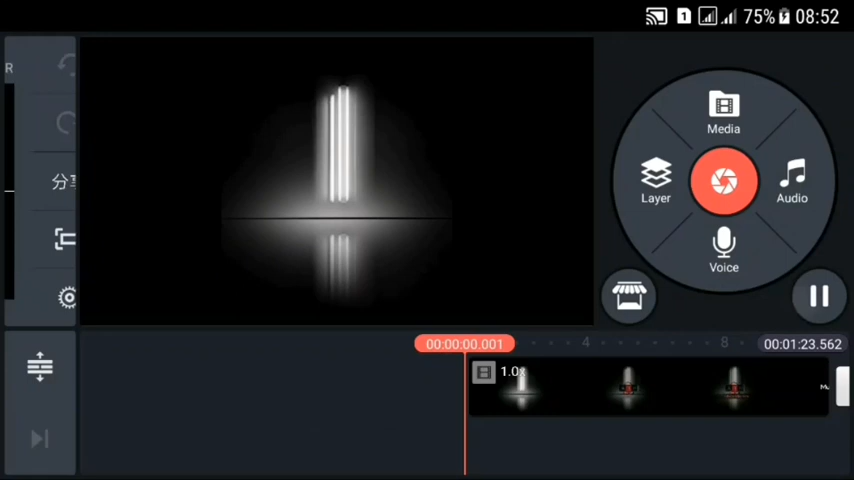 1 75% 08:52
R
Media
分享
Layer
Audio
Voice
00:00:00.001 4 8 00:01:23.562
1.0x